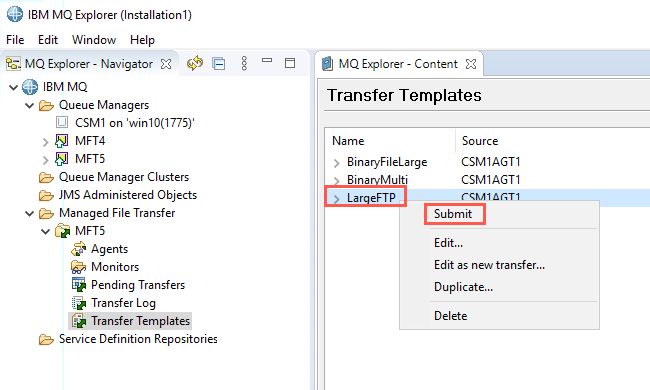 IBM MQ Explorer (Installation1)
File Edit Window Help
MQ Explorer - Navigator
IBM MQ
Queue Managers
CSM1 on 'win10(1775)'
MFT4
MFT5
Queue Manager Clusters
JMS Administered Objects
Managed File Transfer
MFT5
Agents
Monitors
Pending Transfers
Transfer Log
Transfer Templates
Service Definition Repositories
MQ Explorer - Content
Transfer Templates
Name Source
BinaryFileLarge CSM1AGT1
BinaryMulti CSM1AGT1
LargeFTP CSM1AGT1
Submit
Edit...
Edit as new transfer...
Duplicate...
Delete